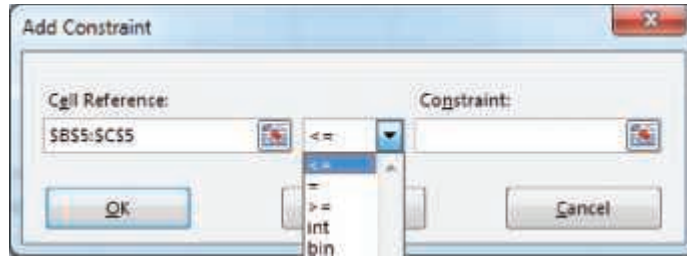 Add Constraint
Cell Reference:
Constraint:
$B$5:$C$5
<=
<=
=
>=
int
bin
OK
Cancel